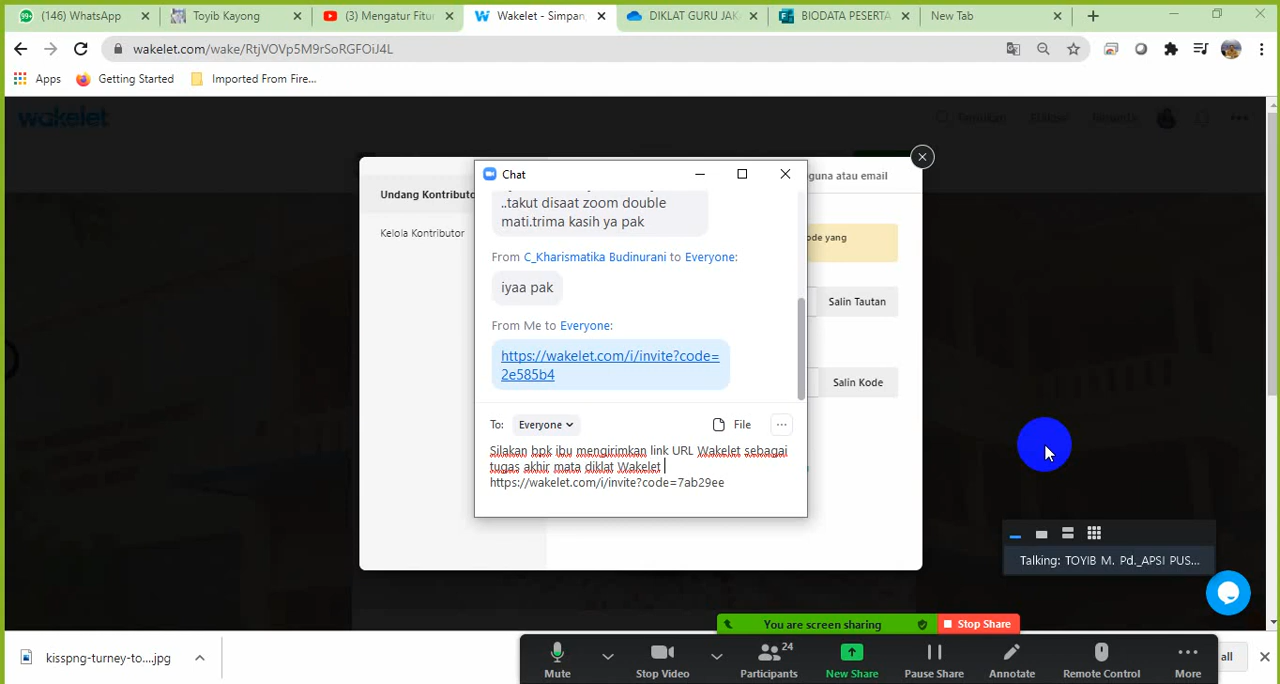 (146) WhatsApp
Toyib Kayong
(3) Mengatur Fitur
Wakelet - Simpan,
DIKLAT GURU JAK
BIODATA PESERTA
New Tab
wakelet.com/wake/RtjVOVp5M9rSoRGFOiJ4L
Apps
Getting Started
Imported From Fire...
wakelet
Undang Kontributo
guna atau email
Kelola Kontributor
ode yang
Salin Tautan
Salin Kode
Chat
..takut disaat zoom double
mati.trima kasih ya pak
From C_Kharismatika Budinurani to Everyone:
iyaa pak
From Me to Everyone:
https://wakelet.com/i/invite?code=
2e585b4
To: Everyone
File
Silakan bpk ibu mengirimkan link URL Wakelet sebagai
tugas akhir mata diklat Wakelet
https://wakelet.com/i/invite?code=7ab29ee
Talking: TOYIB M. Pd._APSI PUS...
You are screen sharing
Stop Share
kisspng-turney-to....jpg
Mute
Stop Video
24
Participants
New Share
Pause Share
Annotate
Remote Control
More
all